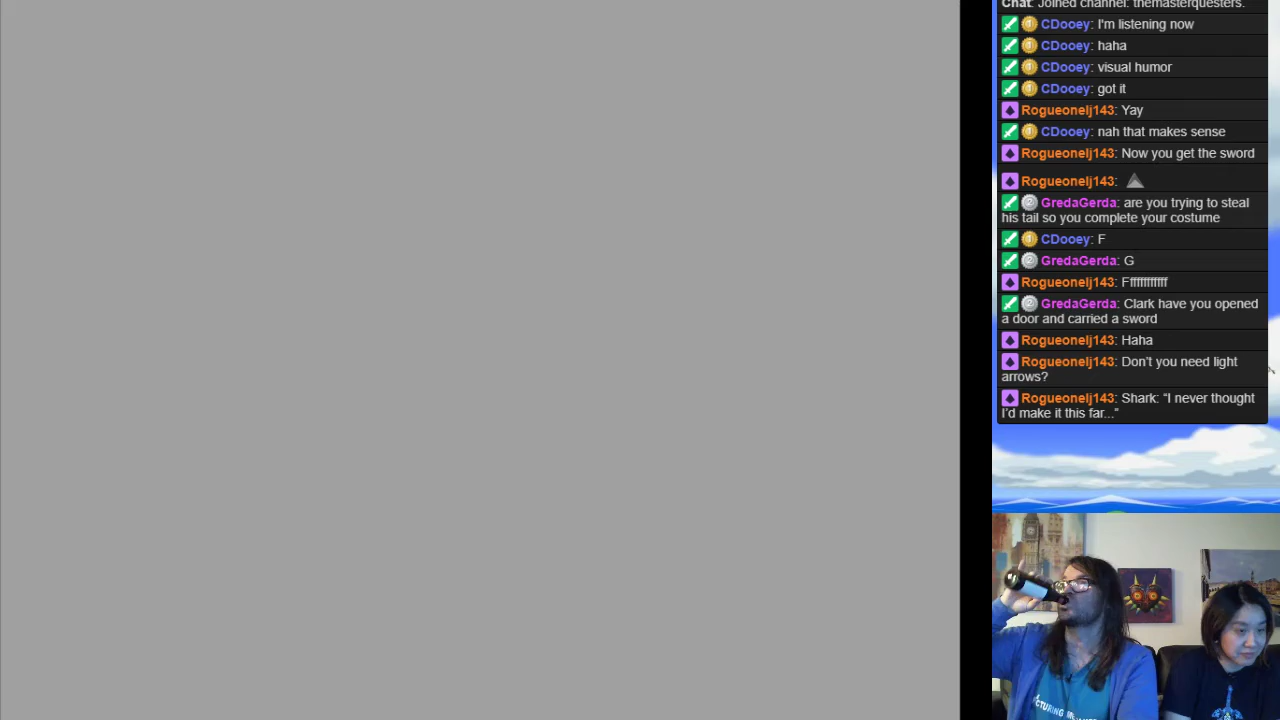 Chat: Joined channel: themasterquesters.
CDooey: I'm listening now
CDooey: haha
CDooey: visual humor
CDooey: got it
Rogueonelj143: Yay
CDooey: nah that makes sense
Rogueonelj143: Now you get the sword
Rogueonelj143:
GredaGerda: are you trying to steal
his tail so you complete your costume
CDooey: F
GredaGerda: G
Rogueonelj143: Fffffffffff
GredaGerda: Clark have you opened
a door and carried a sword
Rogueonelj143: Haha
Rogueonelj143: Don't you need light
arrows?
Rogueonelj143: Shark: “I never thought
I'd make it this far...“